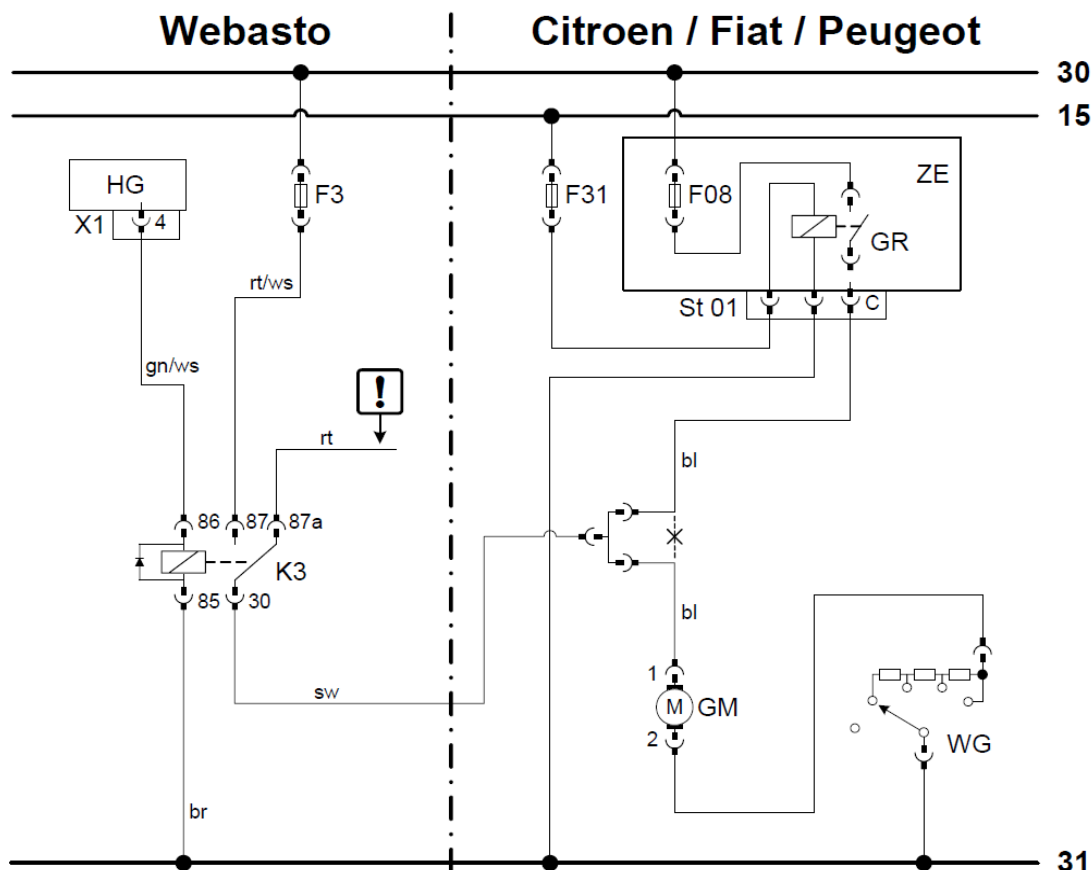 Webasto
Citroen / Fiat / Peugeot
30
15
HG
X1
4
F3
F31
F08
ZE
GR
St 01
C
rt/ws
gn/ws
!
rt
bl
86
87
87a
K3
85
30
bl
sw
1
M
GM
2
WG
br
31